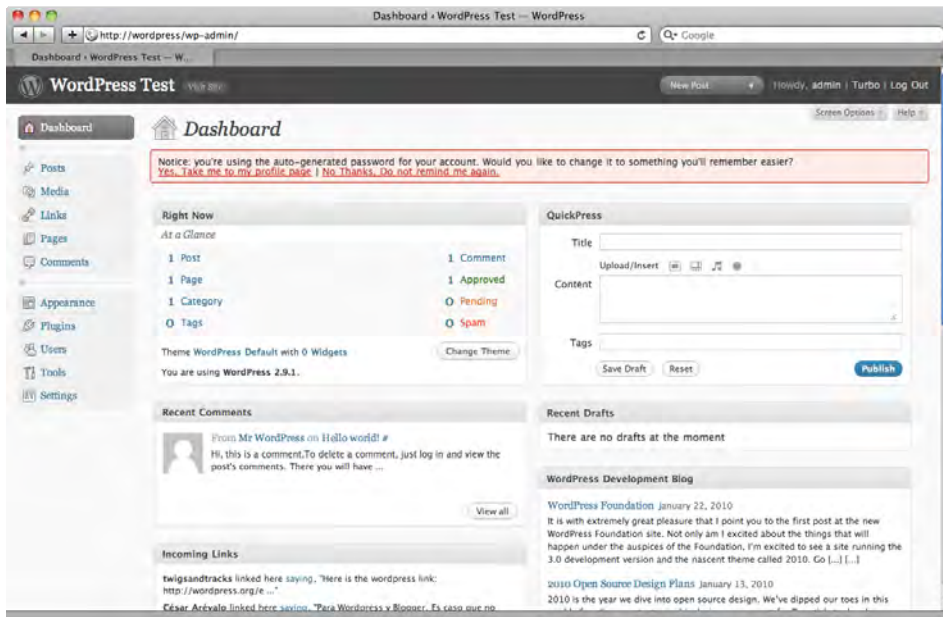 Dashboard ‹ WordPress Test — WordPress
http://wordpress/wp-admin/
Google
Dashboard ‹ WordPress Test — W...
WordPress Test
Visit Site
New Post
Howdy, admin | Turbo | Log Out
Screen Options
Help
Dashboard
Posts
Media
Links
Pages
Comments
Appearance
Plugins
Users
Tools
Settings
Dashboard
Notice: you're using the auto-generated password for your account. Would you like to change it to something you'll remember easier?
Yes, Take me to my profile page | No Thanks, Do not remind me again.
Right Now
At a Glance
1 Post
1 Comment
1 Page
1 Approved
1 Category
0 Pending
0 Tags
0 Spam
Theme WordPress Default with 0 Widgets
Change Theme
You are using WordPress 2.9.1.
Recent Comments
From Mr WordPress on Hello world! #
Hi, this is a comment.To delete a comment, just log in and view the
post's comments. There you will have ...
View all
Incoming Links
twigsandtracks linked here saying, "Here is the wordpress link:
http://wordpress.org/e ..."
César Arévalo linked here saying, "Para Wordpress y Blogger. Es caso que no
QuickPress
Title
Upload/Insert
Content
Tags
Save Draft
Reset
Publish
Recent Drafts
There are no drafts at the moment
WordPress Development Blog
WordPress Foundation January 22, 2010
It is with extremely great pleasure that I point you to the first post at the new
WordPress Foundation site. Not only am I excited about the things that will
happen under the auspices of the Foundation, I'm excited to see a site running the
3.0 development version and the nascent theme called 2010. Go [...] [...]
2010 Open Source Design Plans January 13, 2010
2010 is the year we dive into open source design. We've dipped our toes in this